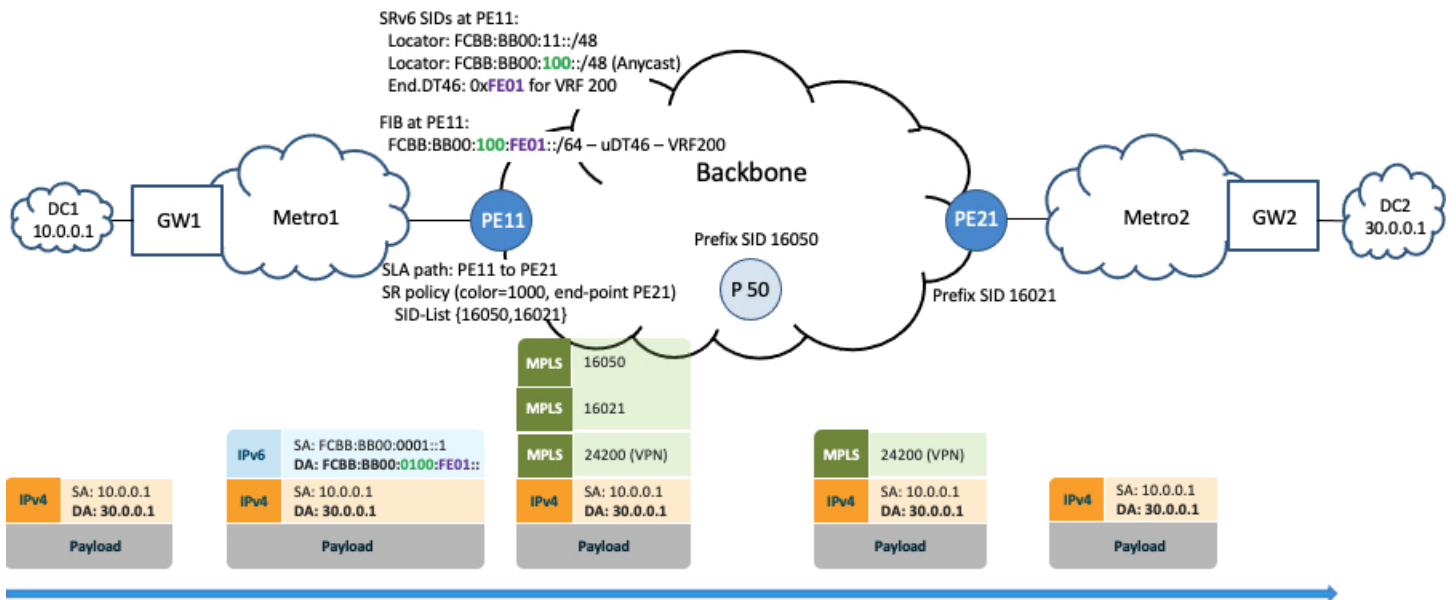 SRv6 SIDs at PE11:
Locator: FCBB:BB00:11::/48
Locator: FCBB:BB00:100::/48 (Anycast)
End.DT46: 0xFE01 for VRF 200
FIB at PE11:
FCBB:BB00:100:FE01::/64 – uDT46 – VRF200
Backbone
DC1
10.0.0.1
GW1
Metro1
PE11
Prefix SID 16050
P 50
PE21
Metro2
GW2
DC2
30.0.0.1
SLA path: PE11 to PE21
SR policy (color=1000, end-point PE21)
SID-List {16050,16021}
Prefix SID 16021
MPLS 16050
MPLS 16021
MPLS 24200 (VPN)
IPv4
SA: 10.0.0.1
DA: 30.0.0.1
Payload
IPv6
SA: FCBB:BB00:0001::1
DA: FCBB:BB00:0100:FE01::
IPv4
SA: 10.0.0.1
DA: 30.0.0.1
Payload
IPv4
SA: 10.0.0.1
DA: 30.0.0.1
Payload
MPLS 24200 (VPN)
IPv4
SA: 10.0.0.1
DA: 30.0.0.1
Payload
IPv4
SA: 10.0.0.1
DA: 30.0.0.1
Payload